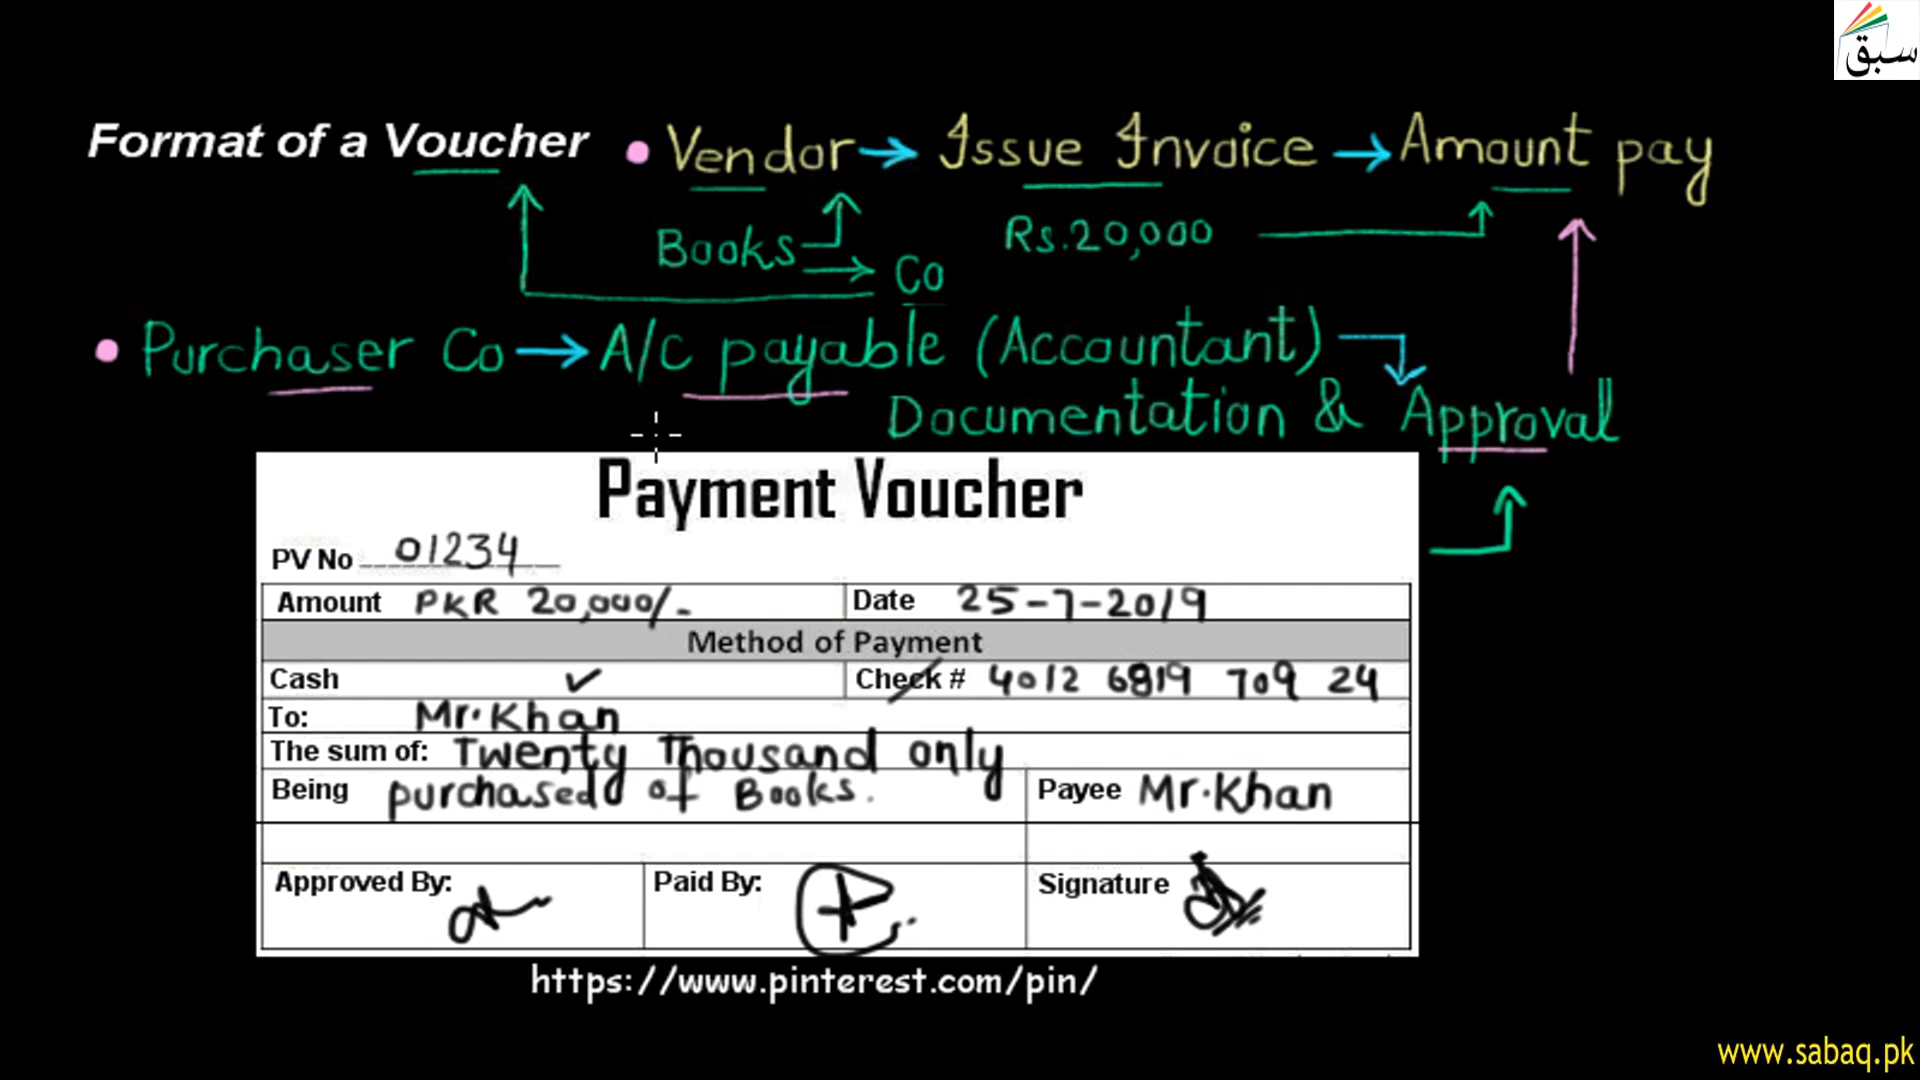 سبق
Format of a Voucher • Vendor → Issue Invoice → Amount pay
Books → Co Rs.20,000
• Purchaser Co → A/C payable (Accountant)
Documentation & Approval
Payment Voucher
PV No 01234
Amount PKR 20,000/- Date 25-7-2019
Method of Payment
Cash ✓ Check # 4012 6819 709 24
To: Mr. Khan
The sum of: Twenty Thousand only
Being purchased of Books. Payee Mr. Khan
Approved By: Paid By: Signature
https://www.pinterest.com/pin/
www.sabaq.pk